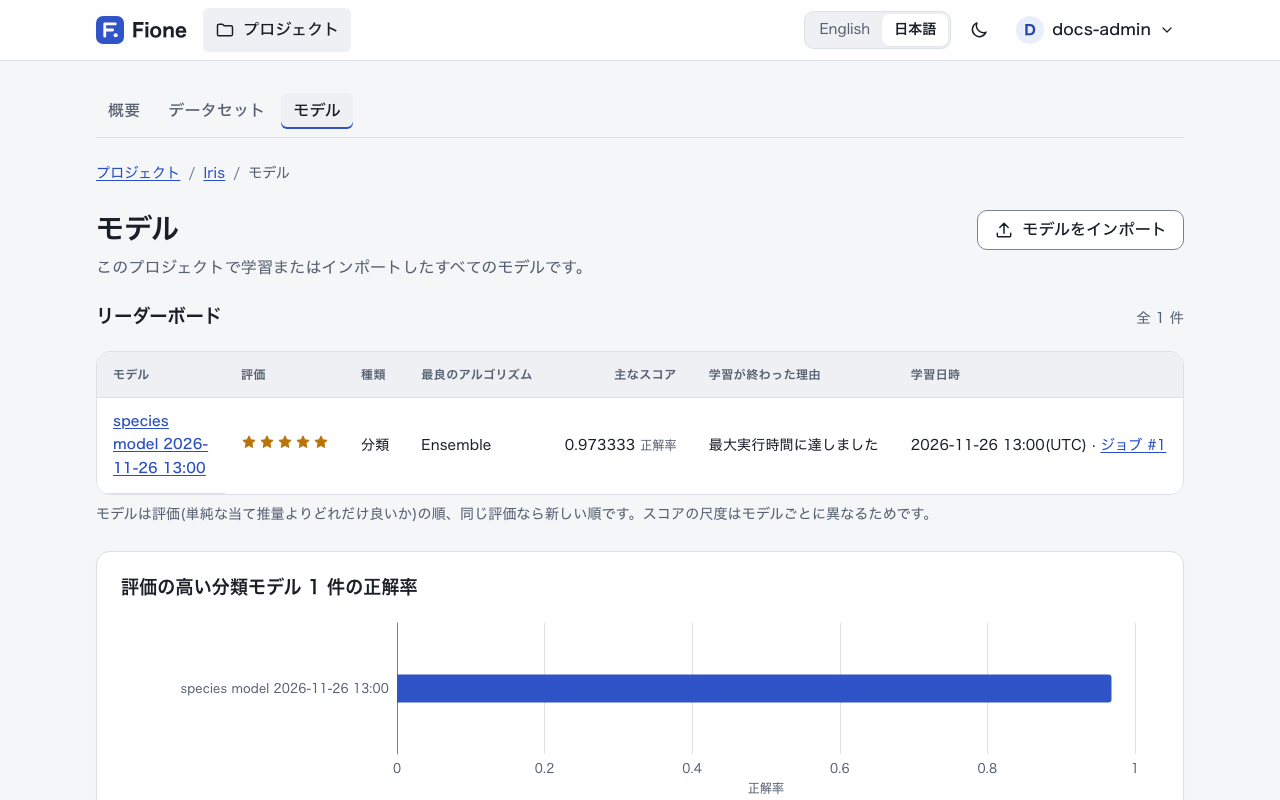 Fione
プロジェクト
English
日本語
D
docs-admin
概要
データセット
モデル
プロジェクト / Iris / モデル
モデル
モデルをインポート
このプロジェクトで学習またはインポートしたすべてのモデルです。
リーダーボード
全 1 件
モデル 評価 種類 最良のアルゴリズム 主なスコア 学習が終わった理由 学習日時
species
model 2026-
11-26 13:00
分類 Ensemble 0.973333 正解率 最大実行時間に達しました 2026-11-26 13:00(UTC) · ジョブ #1
モデルは評価(単純な当て推量よりどれだけ良いか)の順、同じ評価なら新しい順です。スコアの尺度はモデルごとに異なるためです。
評価の高い分類モデル 1 件の正解率
species model 2026-11-26 13:00
0 0.2 0.4 0.6 0.8 1
正解率